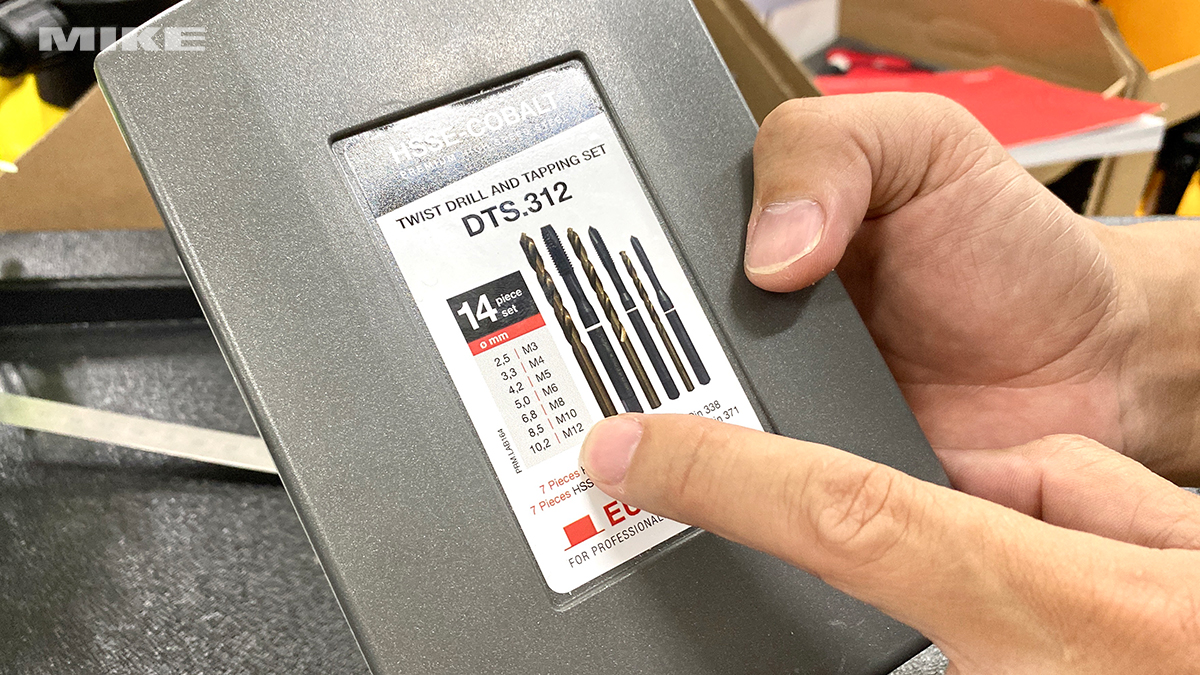 MIKE
HSSE-COBALT
TWIST DRILL AND TAPPING SET
DTS.312
14 piece set
ø mm
2,5 | M3
3,3 | M4
4,2 | M5
5,0 | M6
6,8 | M8
8,5 | M10
10,2 | M12
PRM.LAB164
338
371
7 Pieces
7 Pieces HSS
FOR PROFESSIONAL